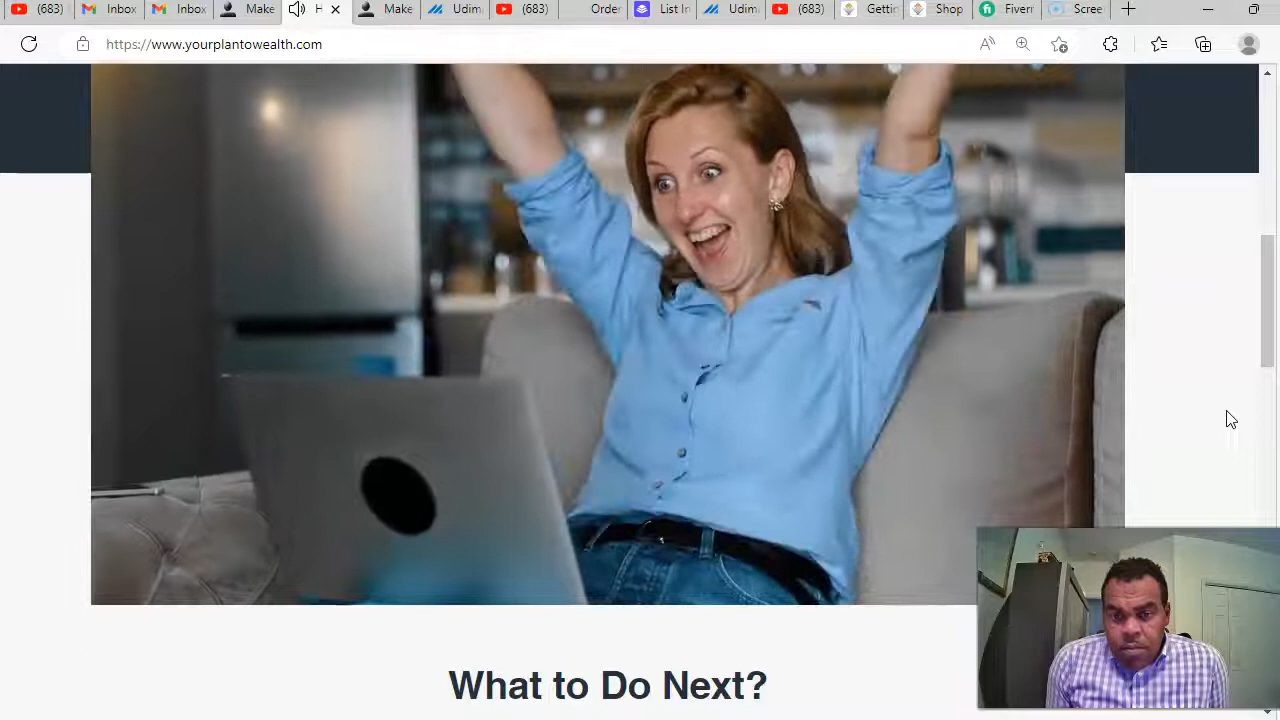 (683) Inbox Inbox Make H Make Udim (683) Order List In Udim (683) Gettin Shop Fiverr Scree
https://www.yourplantowealth.com
What to Do Next?